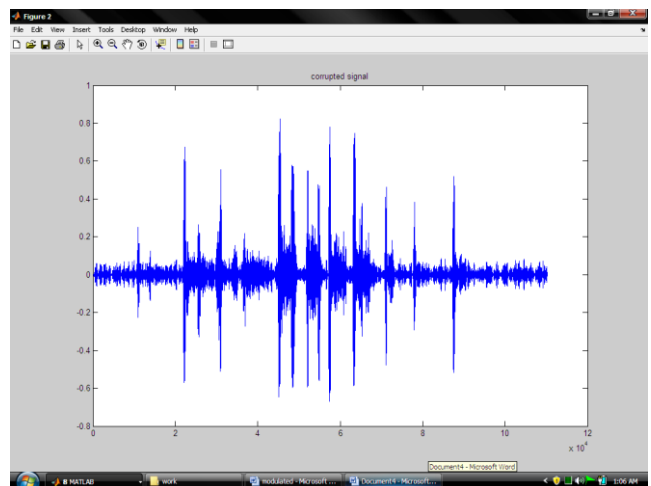 Figure 2
File Edit View Insert Tools Desktop Window Help
corrupted signal
1
0.8
0.6
0.4
0.2
0
-0.2
-0.4
-0.6
-0.8
0 2 4 6 8 10 12
x 10^4
Document4 - Microsoft Word
8 MATLAB work modulated - Microsoft ... Document4 - Microsoft... 1:06 AM